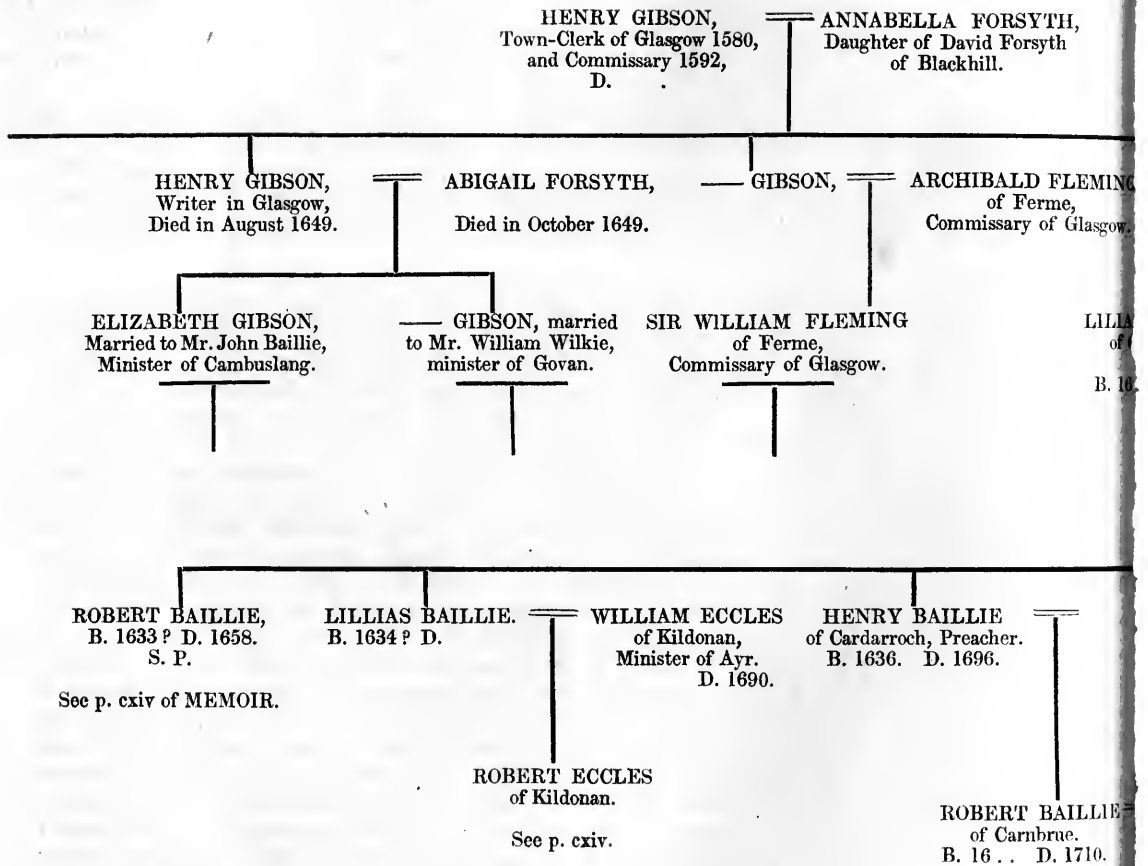 HENRY GIBSON,
Town-Clerk of Glasgow 1580,
and Commissary 1592,
D. .
ANNABELLA FORSYTH,
Daughter of David Forsyth
of Blackhill.
HENRY GIBSON,
Writer in Glasgow,
Died in August 1649.
ABIGAIL FORSYTH,
Died in October 1649.
—— GIBSON,
ARCHIBALD FLEMING
of Ferme,
Commissary of Glasgow.
ELIZABETH GIBSON,
Married to Mr. John Baillie,
Minister of Cambuslang.
—— GIBSON, married
to Mr. William Wilkie,
minister of Govan.
SIR WILLIAM FLEMING
of Ferme,
Commissary of Glasgow.
LILIA
of
B. 16
ROBERT BAILLIE,
B. 1633? D. 1658.
S. P.
See p. cxiv of MEMOIR.
LILLIAS BAILLIE.
B. 1634? D.
WILLIAM ECCLES
of Kildonan,
Minister of Ayr.
D. 1690.
HENRY BAILLIE
of Cardarroch, Preacher.
B. 1636. D. 1696.
ROBERT ECCLES
of Kildonan.
See p. cxiv.
ROBERT BAILLIE
of Carnbrue.
B. 16 . . D. 1710.